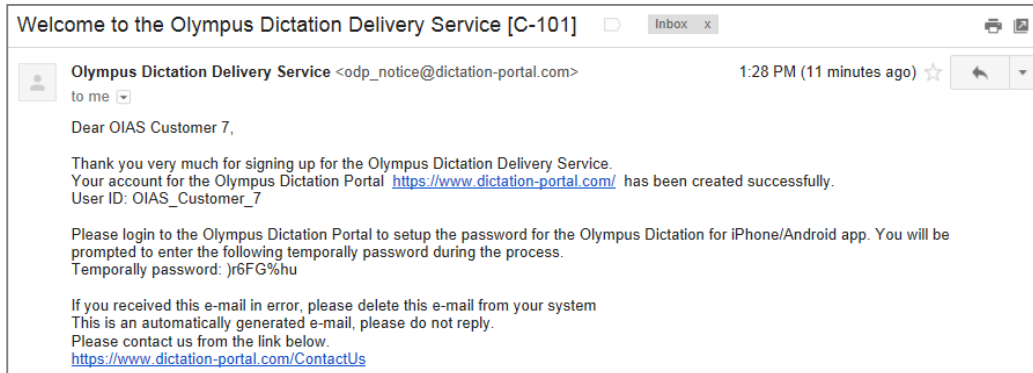 Welcome to the Olympus Dictation Delivery Service [C-101] Inbox x
Olympus Dictation Delivery Service <odp_notice@dictation-portal.com> 1:28 PM (11 minutes ago)
to me
Dear OIAS Customer 7,
Thank you very much for signing up for the Olympus Dictation Delivery Service.
Your account for the Olympus Dictation Portal https://www.dictation-portal.com/ has been created successfully.
User ID: OIAS_Customer_7
Please login to the Olympus Dictation Portal to setup the password for the Olympus Dictation for iPhone/Android app. You will be
prompted to enter the following temporally password during the process.
Temporally password: )r6FG%hu
If you received this e-mail in error, please delete this e-mail from your system
This is an automatically generated e-mail, please do not reply.
Please contact us from the link below.
https://www.dictation-portal.com/ContactUs